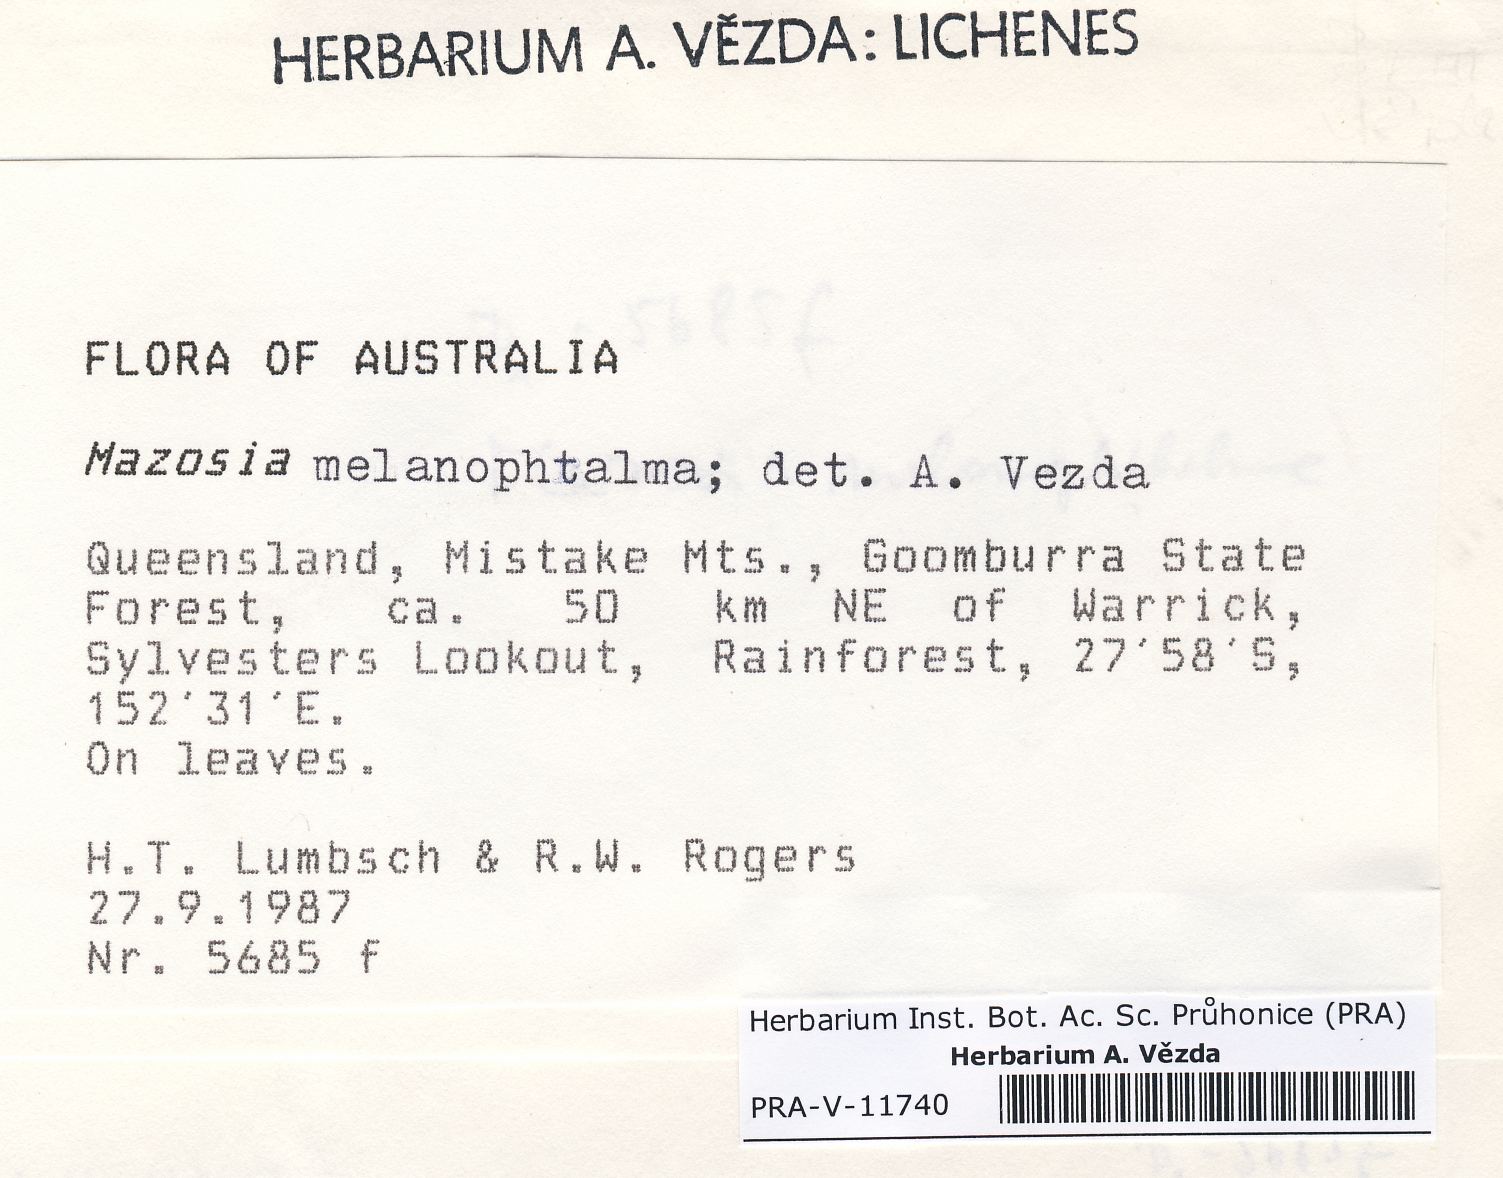 HERBARIUM A. VĚZDA: LICHENES
FLORA OF AUSTRALIA
Mazosia melanophtalma; det. A. Vezda
Queensland, Mistake Mts., Goomburra State
Forest, ca. 50 km NE of Warrick,
Sylvesters Lookout, Rainforest, 27'58'S,
152'31'E.
On leaves.
H.T. Lumbsch & R.W. Rogers
27.9.1987
Nr. 5685 f
Herbarium Inst. Bot. Ac. Sc. Průhonice (PRA)
Herbarium A. Vězda
PRA-V-11740